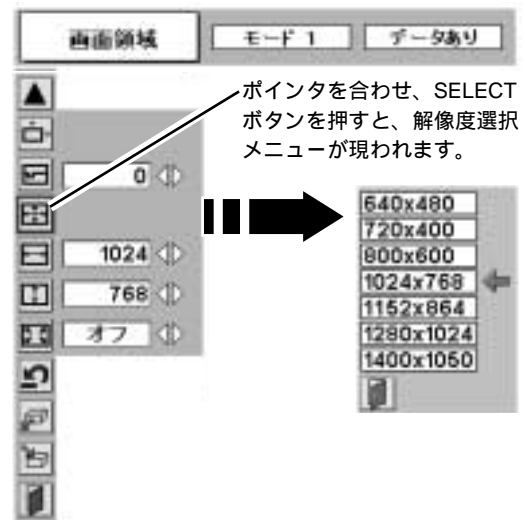 画面領域
モード 1
データあり
ポインタを合わせ、SELECT
ボタンを押すと、解像度選択
メニューが現われます。
0
1024
768
オフ
640x480
720x400
800x600
1024x768
1152x864
1280x1024
1400x1050